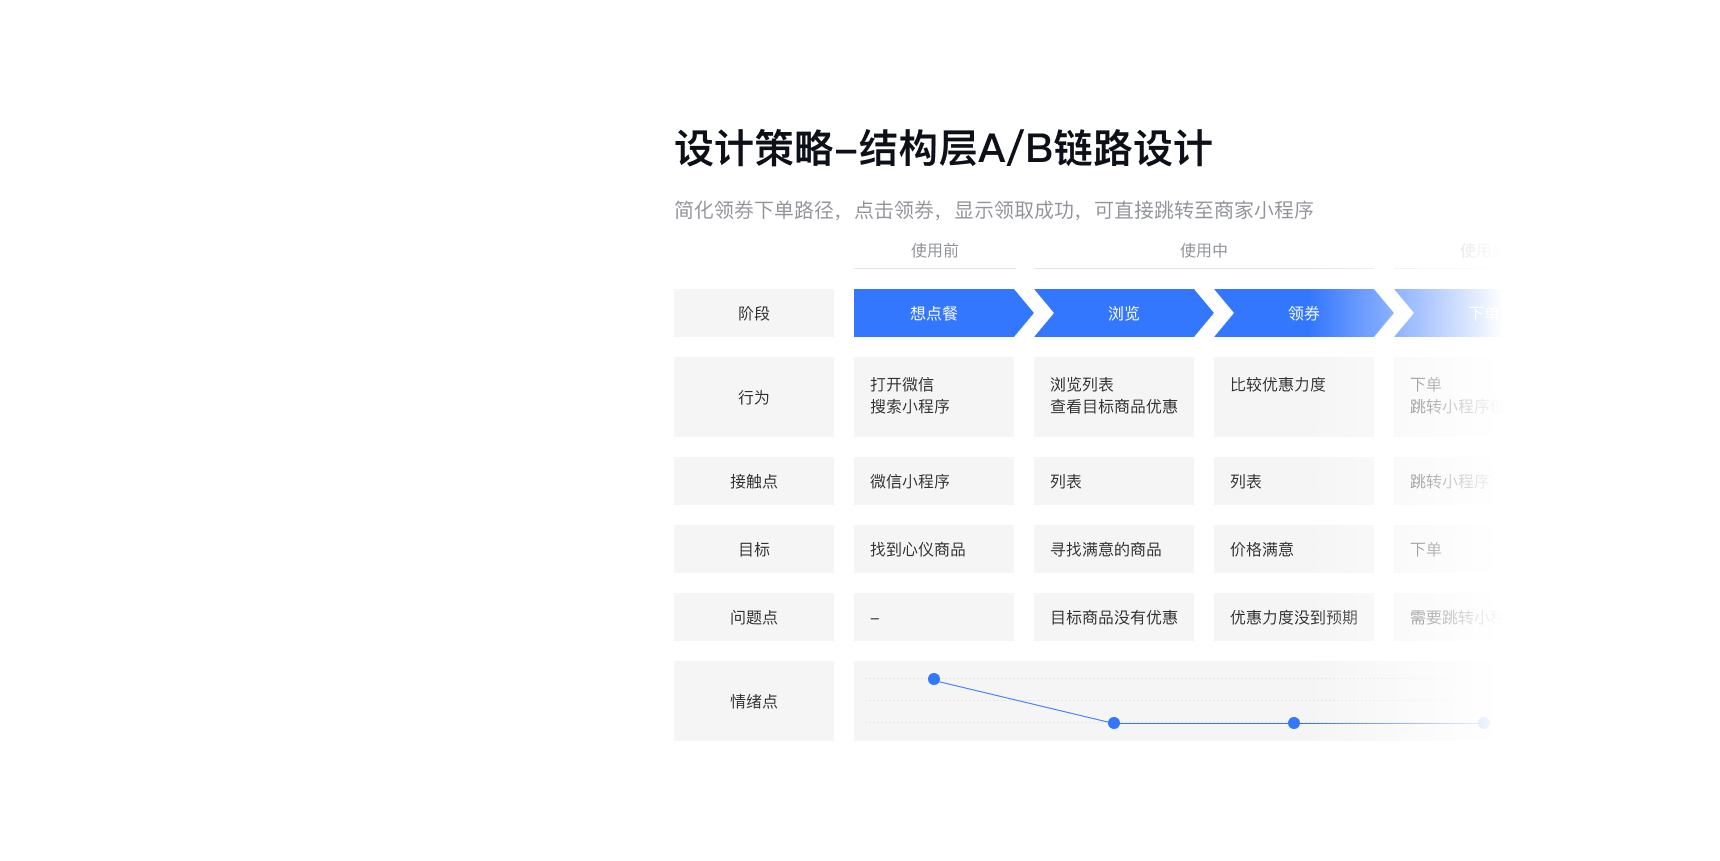 设计策略–结构层A/B链路设计
简化领券下单路径，点击领券，显示领取成功，可直接跳转至商家小程序
使用前 使用中 使用
阶段 想点餐 浏览 领券 下单
行为 打开微信 浏览列表 比较优惠力度 下单
搜索小程序 查看目标商品优惠 跳转小程序
接触点 微信小程序 列表 列表 跳转小程序
目标 找到心仪商品 寻找满意的商品 价格满意 下单
问题点 – 目标商品没有优惠 优惠力度没到预期 需要跳转小
情绪点